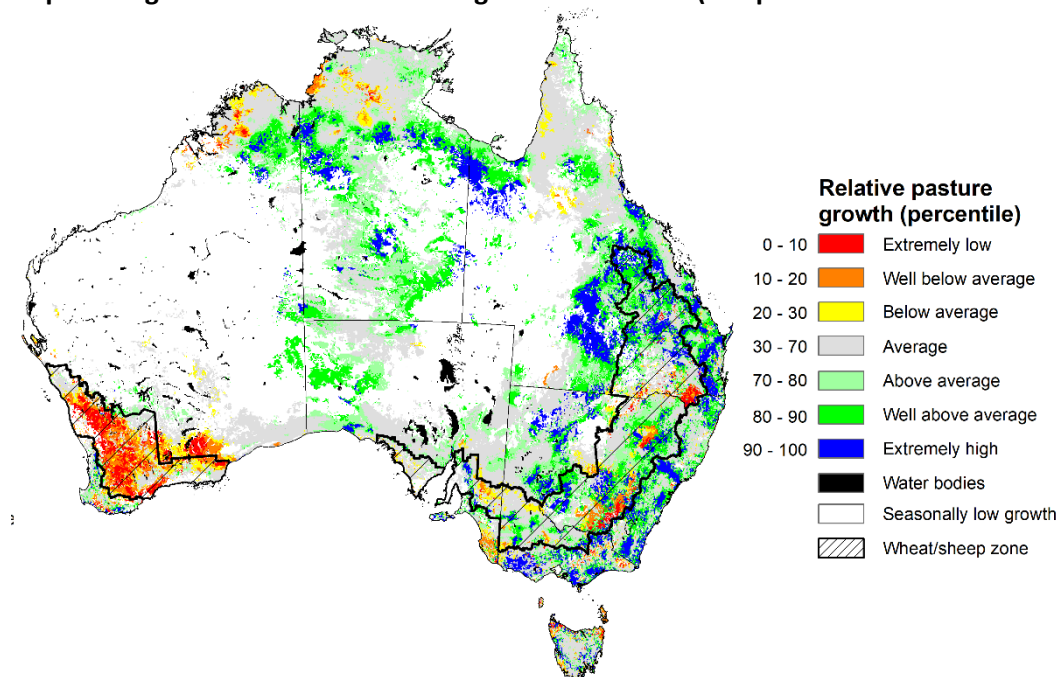 Relative pasture
growth (percentile)
0 - 10 Extremely low
10 - 20 Well below average
20 - 30 Below average
30 - 70 Average
70 - 80 Above average
80 - 90 Well above average
90 - 100 Extremely high
Water bodies
Seasonally low growth
Wheat/sheep zone